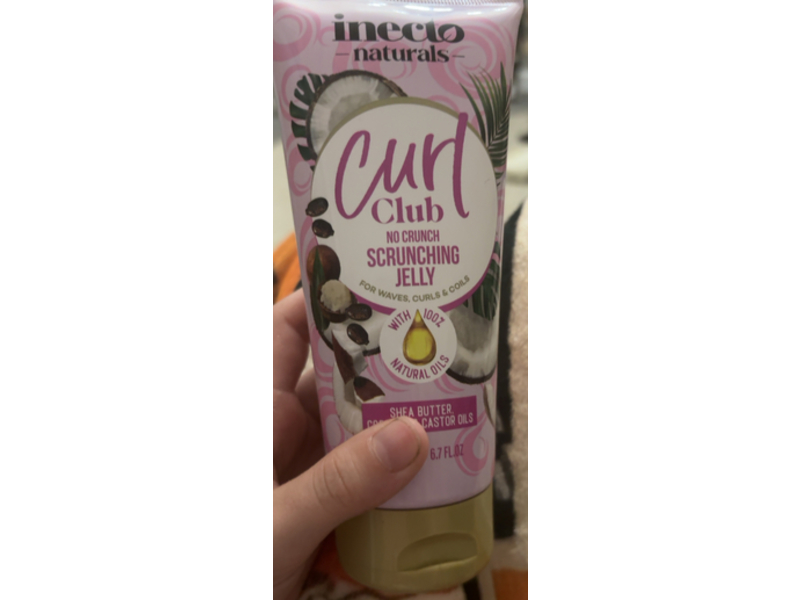 inecto
naturals
Curl
Club
NO CRUNCH
SCRUNCHING
JELLY
FOR WAVES, CURLS & COILS
WITH 100%
NATURAL OILS
SHEA BUTTER,
CASTOR OILS
6.7 FL.OZ